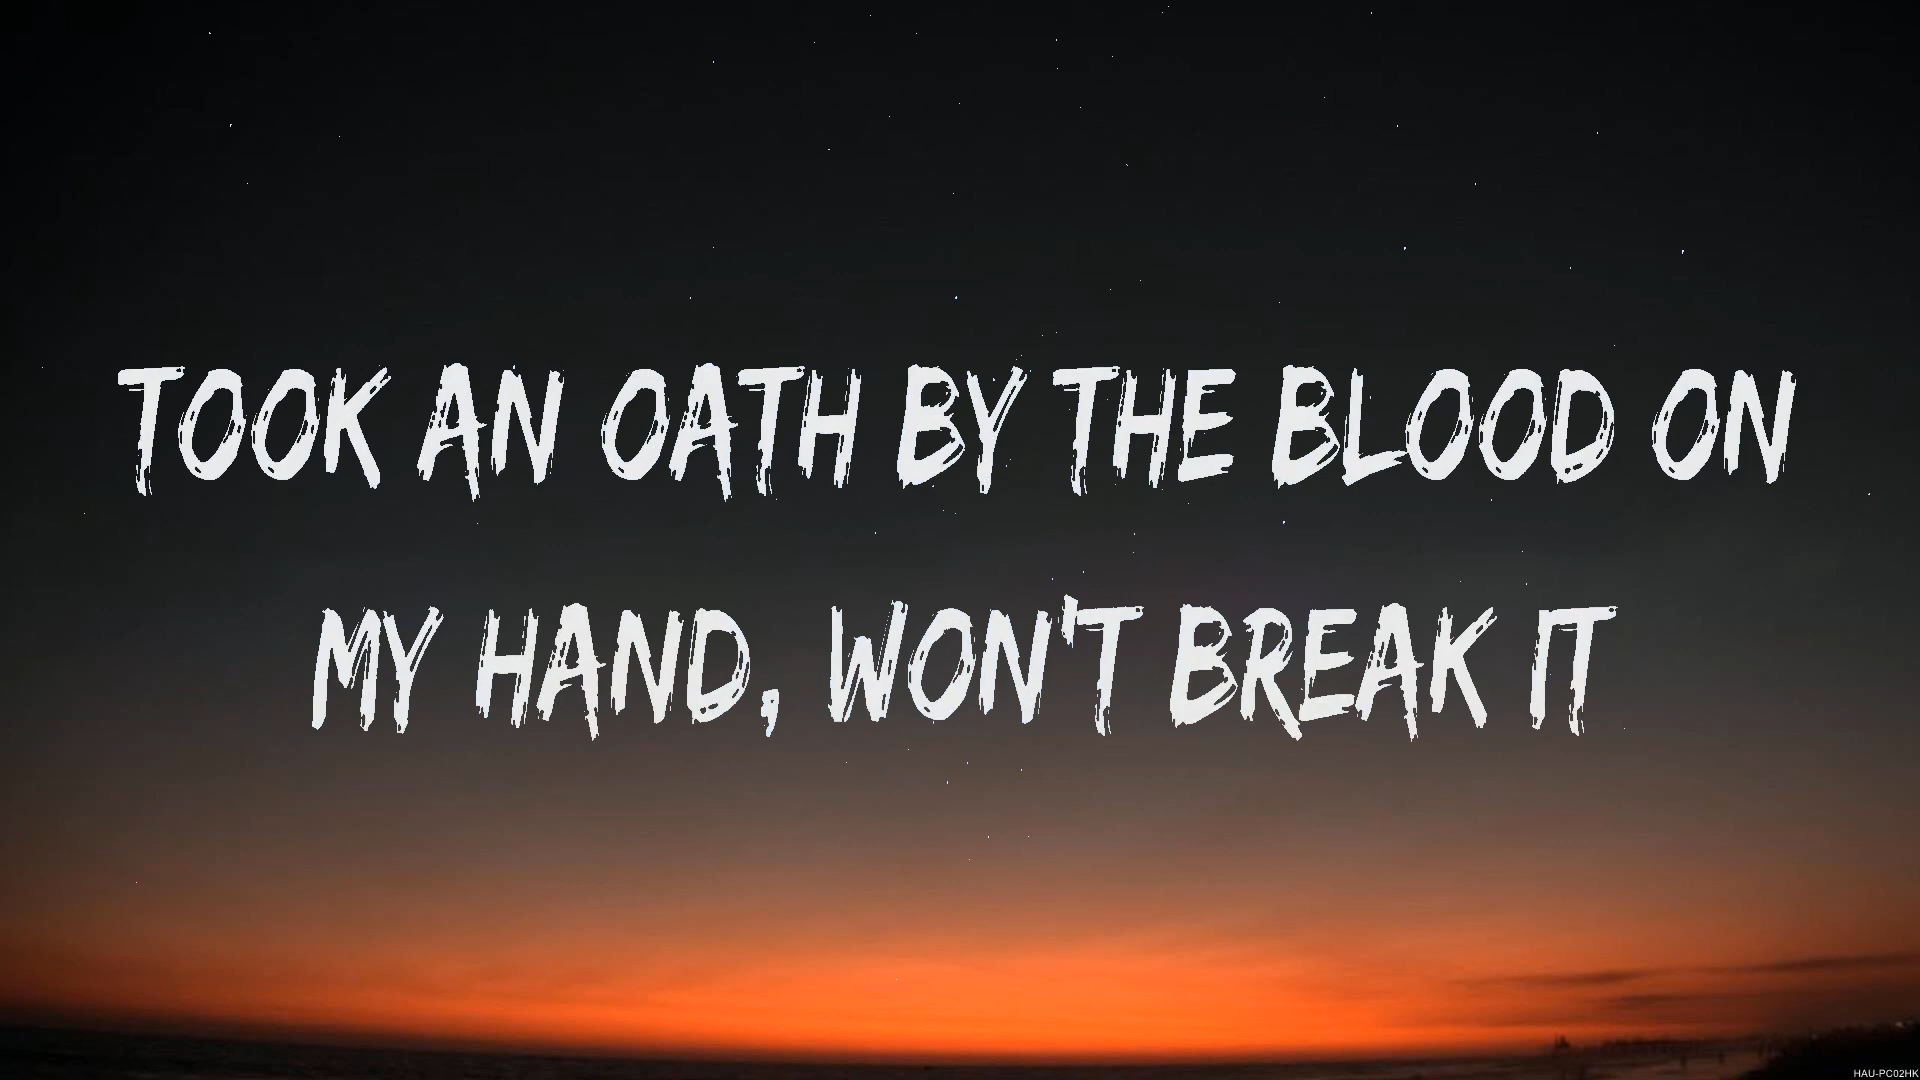 TOOK AN OATH BY THE BLOOD ON
MY HAND, WON'T BREAK IT
HAU-PC02HK